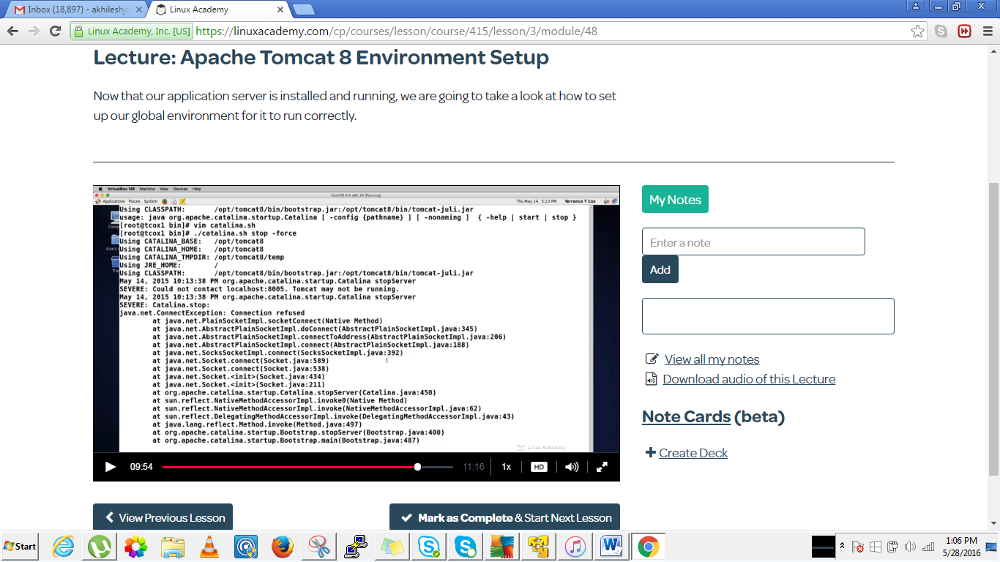 Inbox (18,897) - akhileshjo
Linux Academy
Linux Academy, Inc. [US]
https://linuxacademy.com/cp/courses/lesson/course/415/lesson/3/module/48
Lecture: Apache Tomcat 8 Environment Setup
Now that our application server is installed and running, we are going to take a look at how to set
up our global environment for it to run correctly.
VirtualBox VM Machine View Devices Help
CentOS 6.6 x86_64 [Running]
Applications Places System
Thu May 14, 5:13 PM Terrence T Cox
Using CLASSPATH: /opt/tomcat8/bin/bootstrap.jar:/opt/tomcat8/bin/tomcat-juli.jar
usage: java org.apache.catalina.startup.Catalina [ -config {pathname} ] [ -nonaming ] { -help | start | stop }
[root@tcox1 bin]# vim catalina.sh
[root@tcox1 bin]# ./catalina.sh stop -force
Using CATALINA_BASE: /opt/tomcat8
Using CATALINA_HOME: /opt/tomcat8
Using CATALINA_TMPDIR: /opt/tomcat8/temp
Using JRE_HOME: /
Using CLASSPATH: /opt/tomcat8/bin/bootstrap.jar:/opt/tomcat8/bin/tomcat-juli.jar
May 14, 2015 10:13:38 PM org.apache.catalina.startup.Catalina stopServer
SEVERE: Could not contact localhost:8005. Tomcat may not be running.
May 14, 2015 10:13:38 PM org.apache.catalina.startup.Catalina stopServer
SEVERE: Catalina.stop:
java.net.ConnectException: Connection refused
at java.net.PlainSocketImpl.socketConnect(Native Method)
at java.net.AbstractPlainSocketImpl.doConnect(AbstractPlainSocketImpl.java:345)
at java.net.AbstractPlainSocketImpl.connectToAddress(AbstractPlainSocketImpl.java:206)
at java.net.AbstractPlainSocketImpl.connect(AbstractPlainSocketImpl.java:188)
at java.net.SocksSocketImpl.connect(SocksSocketImpl.java:392)
at java.net.Socket.connect(Socket.java:589)
at java.net.Socket.connect(Socket.java:538)
at java.net.Socket.<init>(Socket.java:434)
at java.net.Socket.<init>(Socket.java:211)
at org.apache.catalina.startup.Catalina.stopServer(Catalina.java:450)
at sun.reflect.NativeMethodAccessorImpl.invoke0(Native Method)
at sun.reflect.NativeMethodAccessorImpl.invoke(NativeMethodAccessorImpl.java:62)
at sun.reflect.DelegatingMethodAccessorImpl.invoke(DelegatingMethodAccessorImpl.java:43)
at java.lang.reflect.Method.invoke(Method.java:497)
at org.apache.catalina.startup.Bootstrap.stopServer(Bootstrap.java:400)
at org.apache.catalina.startup.Bootstrap.main(Bootstrap.java:487)
Linux Academy
09:54
11:16
1x
HD
My Notes
Enter a note
Add
View all my notes
Download audio of this Lecture
Note Cards (beta)
Create Deck
View Previous Lesson
Mark as Complete & Start Next Lesson
Start
1:06 PM
5/28/2016